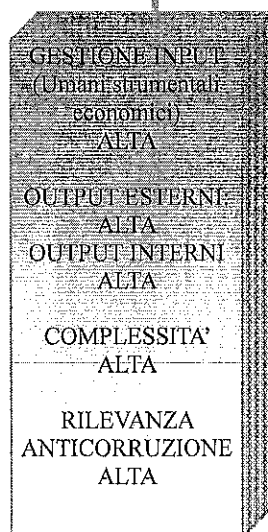 GESTIONE INPUT
(Umani strumentali
economici)
ALTA
OUTPUT ESTERNI
ALTA
OUTPUT INTERNI
ALTA
COMPLESSITA'
ALTA
RILEVANZA
ANTICORRUZIONE
ALTA